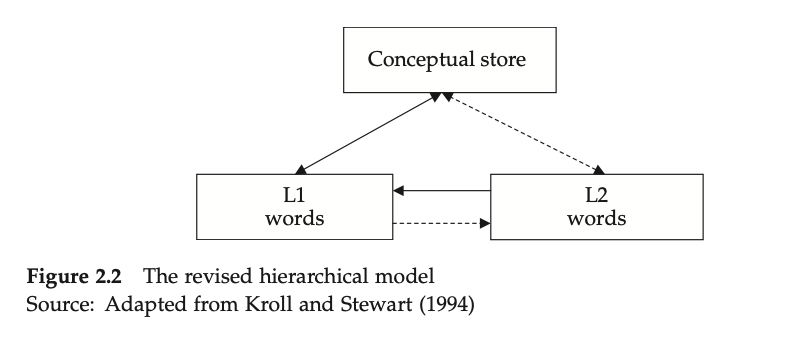 Conceptual store
L1
words
L2
words
Figure 2.2 The revised hierarchical model
Source: Adapted from Kroll and Stewart (1994)